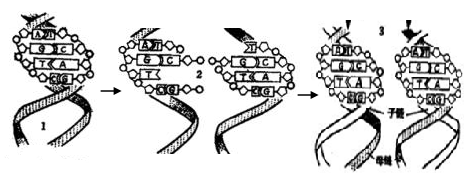 3
A T A T T A T A T
G C G C G C G C G C
T A T T A T A T A
2
C G C G C G C G C G
1
子链
母链